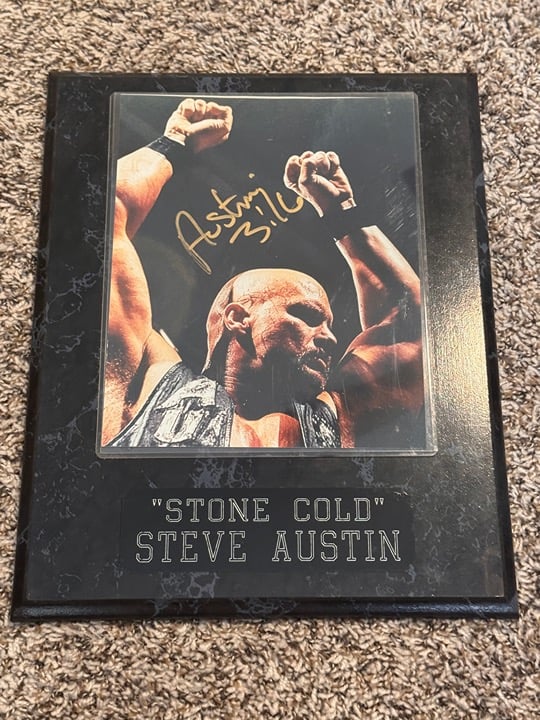 Austin
3:16
"STONE COLD"
STEVE AUSTIN